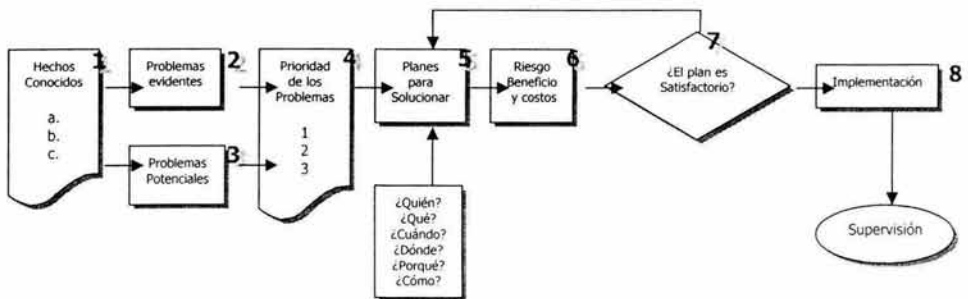 Hechos
Conocidos
a.
b.
c.
1
Problemas
evidentes
2
Problemas
Potenciales
3
Prioridad
de los
Problemas
1
2
3
4
Planes
para
Solucionar
5
¿Quién?
¿Qué?
¿Cuándo?
¿Dónde?
¿Porqué?
¿Cómo?
Riesgo
Beneficio
y costos
6
7
¿El plan es
Satisfactorio?
Implementación
8
Supervisión